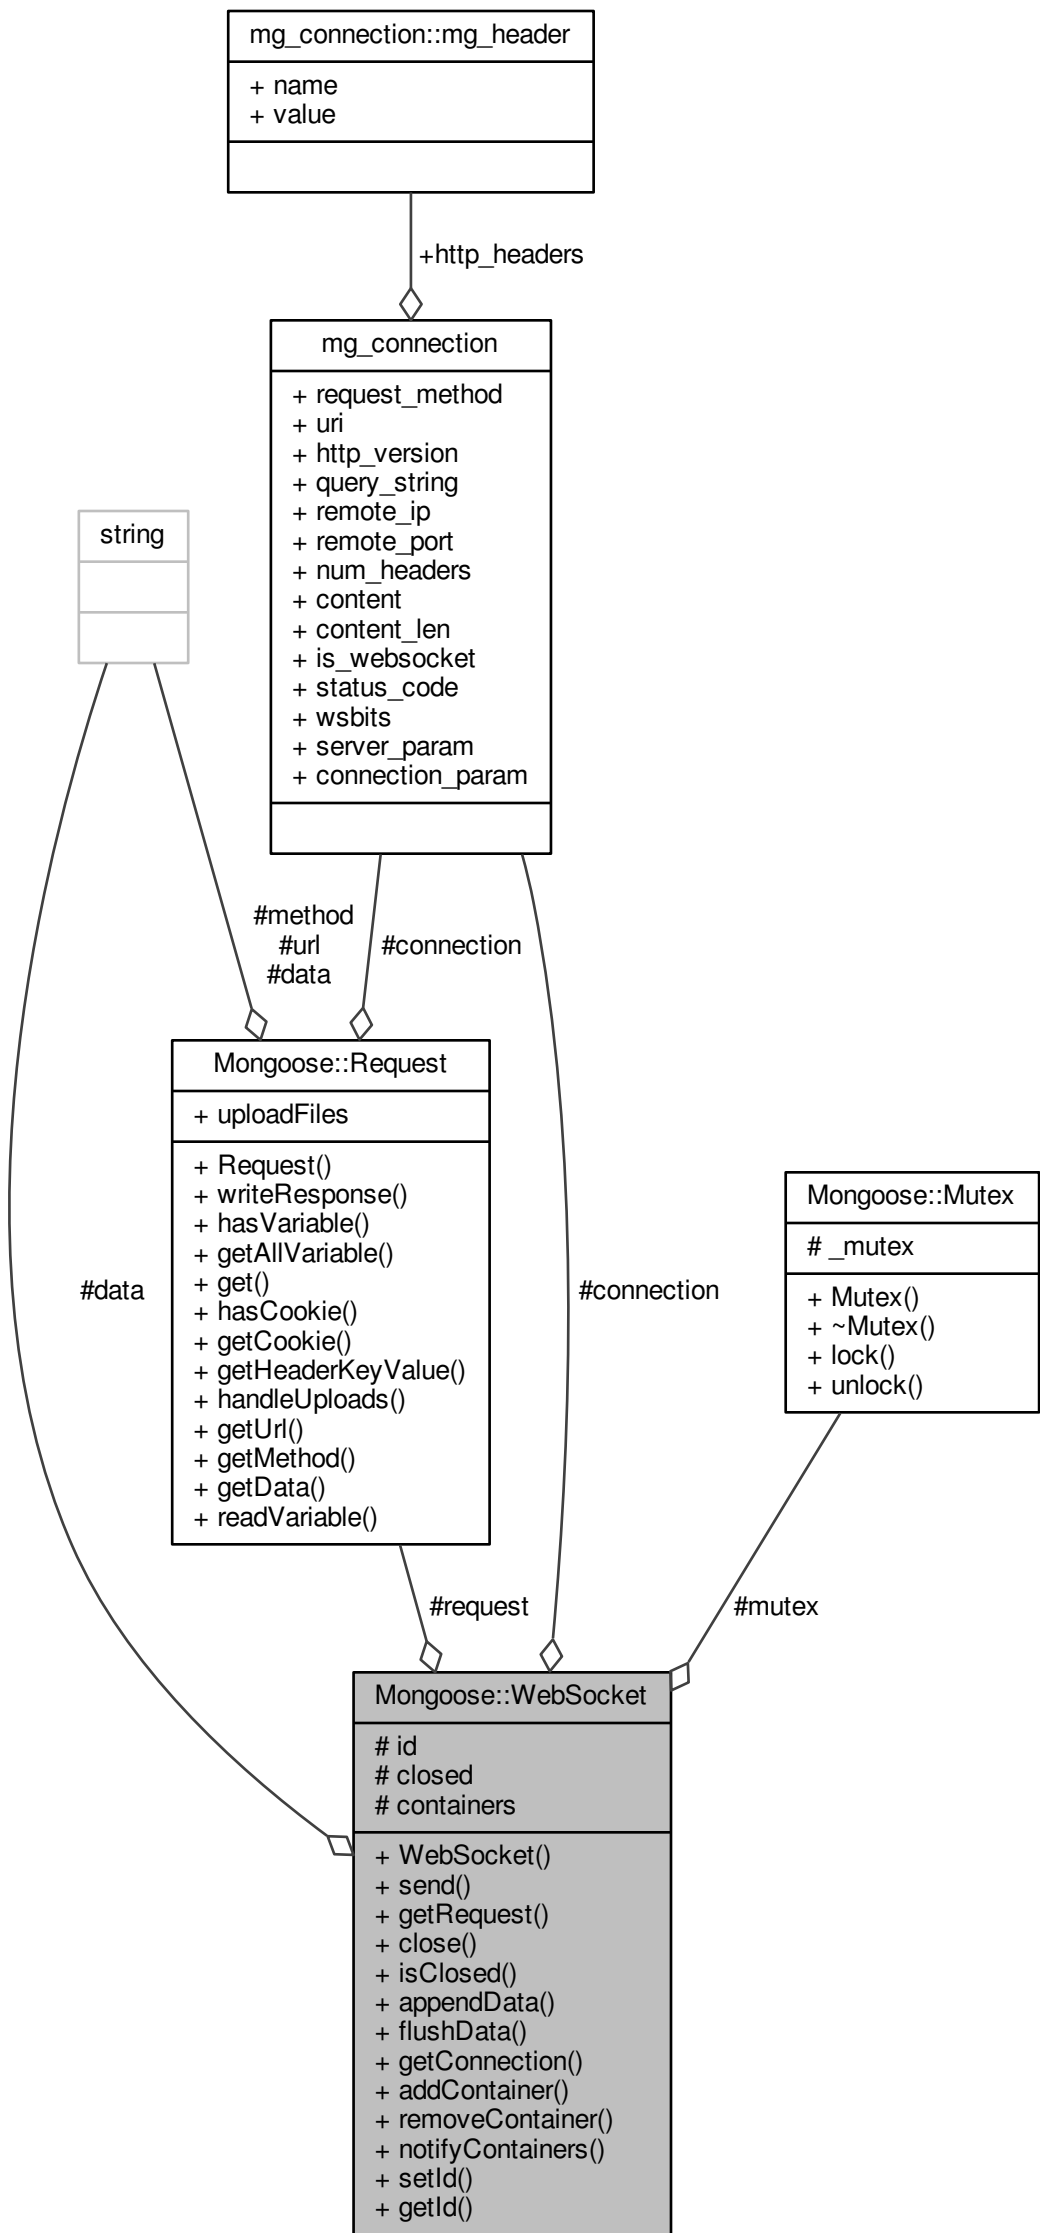 mg_connection::mg_header
+ name
+ value
+http_headers
mg_connection
+ request_method
+ uri
+ http_version
+ query_string
+ remote_ip
+ remote_port
+ num_headers
+ content
+ content_len
+ is_websocket
+ status_code
+ wsbits
+ server_param
+ connection_param
string
#method
#url
#data
#connection
Mongoose::Request
+ uploadFiles
+ Request()
+ writeResponse()
+ hasVariable()
+ getAllVariable()
+ get()
+ hasCookie()
+ getCookie()
+ getHeaderKeyValue()
+ handleUploads()
+ getUrl()
+ getMethod()
+ getData()
+ readVariable()
#data
#connection
Mongoose::Mutex
# _mutex
+ Mutex()
+ ~Mutex()
+ lock()
+ unlock()
#request
#mutex
Mongoose::WebSocket
# id
# closed
# containers
+ WebSocket()
+ send()
+ getRequest()
+ close()
+ isClosed()
+ appendData()
+ flushData()
+ getConnection()
+ addContainer()
+ removeContainer()
+ notifyContainers()
+ setId()
+ getId()